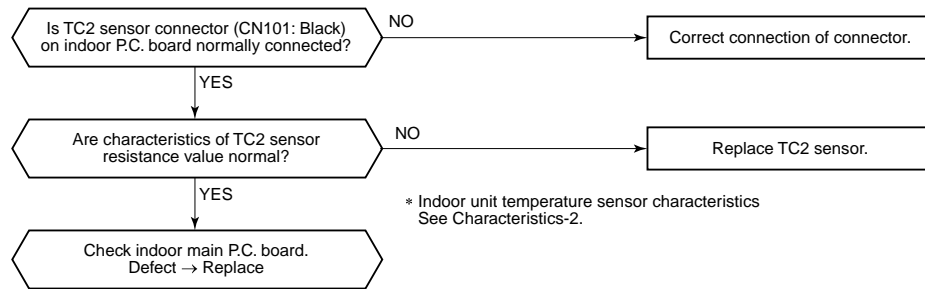 Is TC2 sensor connector (CN101: Black)
on indoor P.C. board normally connected?
NO
Correct connection of connector.
YES
Are characteristics of TC2 sensor
resistance value normal?
NO
Replace TC2 sensor.
YES
* Indoor unit temperature sensor characteristics
See Characteristics-2.
Check indoor main P.C. board.
Defect → Replace